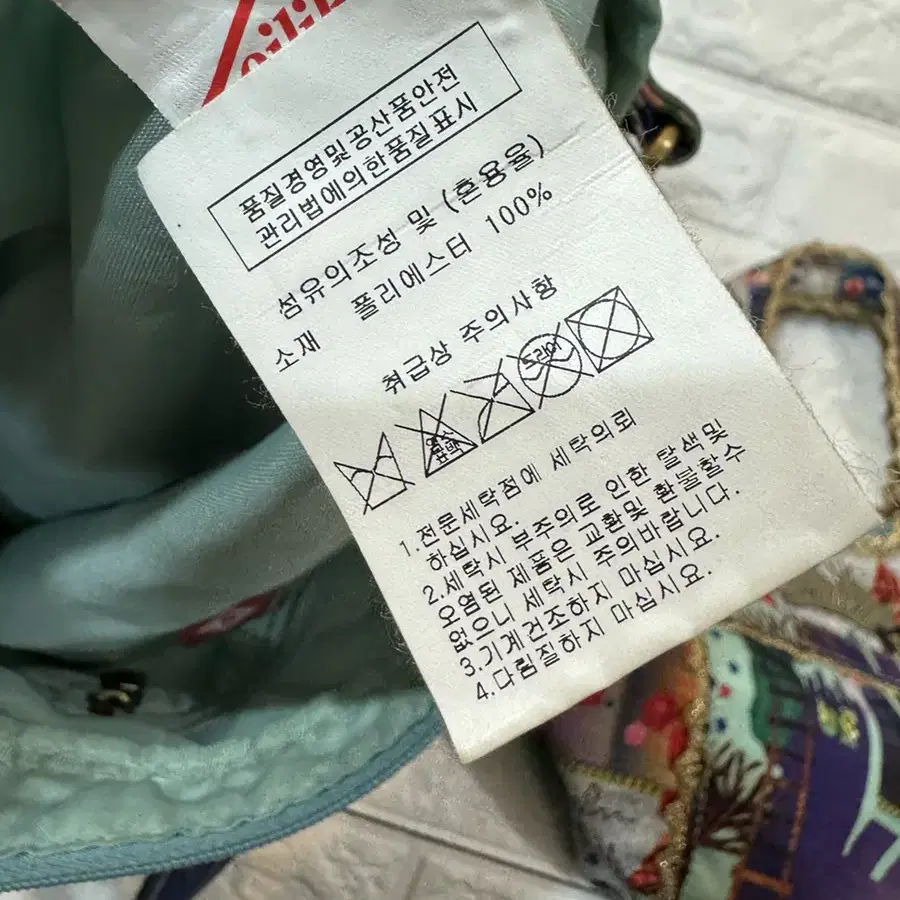 품질경영및공산품안전
관리법에의한품질표시
섬유의조성 및 (혼용율)
소재 폴리에스터 100%
취급상 주의사항
드라이
염소
표백
1.전문세탁점에 세탁의뢰
하십시요.
2.세탁시 부주의로 인한 탈색및
오염된 제품은 교환및 환불할수
없으니 세탁시 주의바랍니다.
3.기계건조하지 마십시요.
4.다림질하지 마십시요.